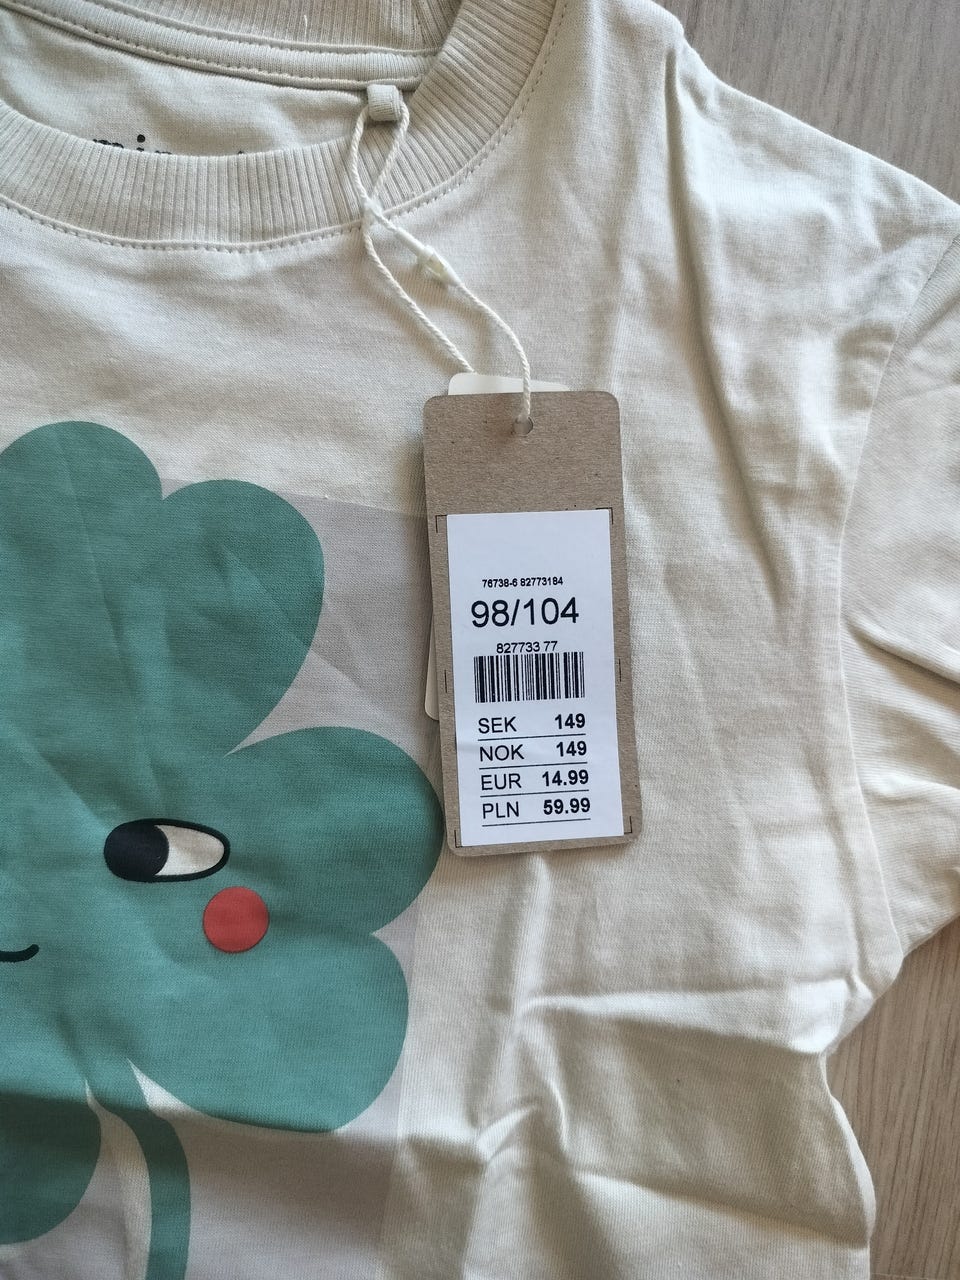 76738-6 82773184
98/104
827733 77
SEK 149
NOK 149
EUR 14.99
PLN 59.99